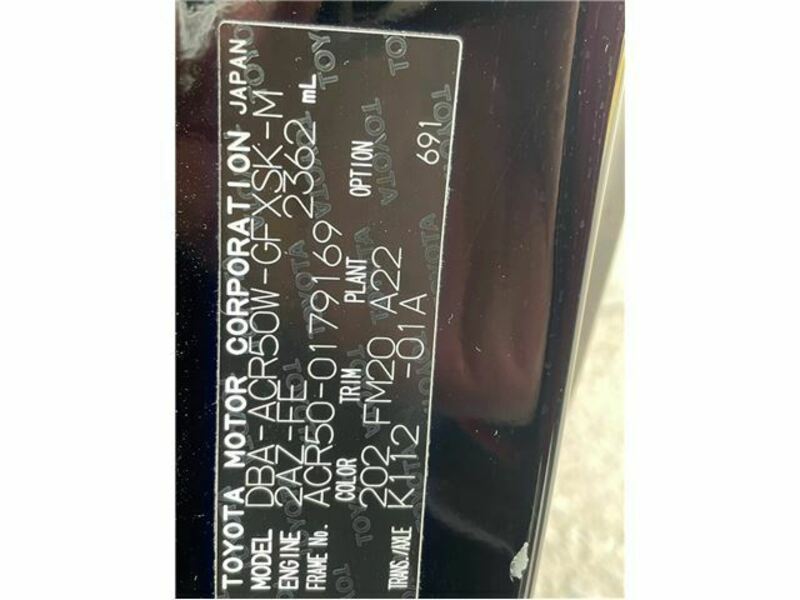 TOYOTA MOTOR CORPORATION JAPAN
MODEL DBA-ACR50W-GFXSK-M
ENGINE 2AZ-FE 2362 mL
FRAME No. ACR50-0179169
COLOR TRIM PLANT OPTION
202 FM20 A22
TRANS./AXLE K112 -01A 691